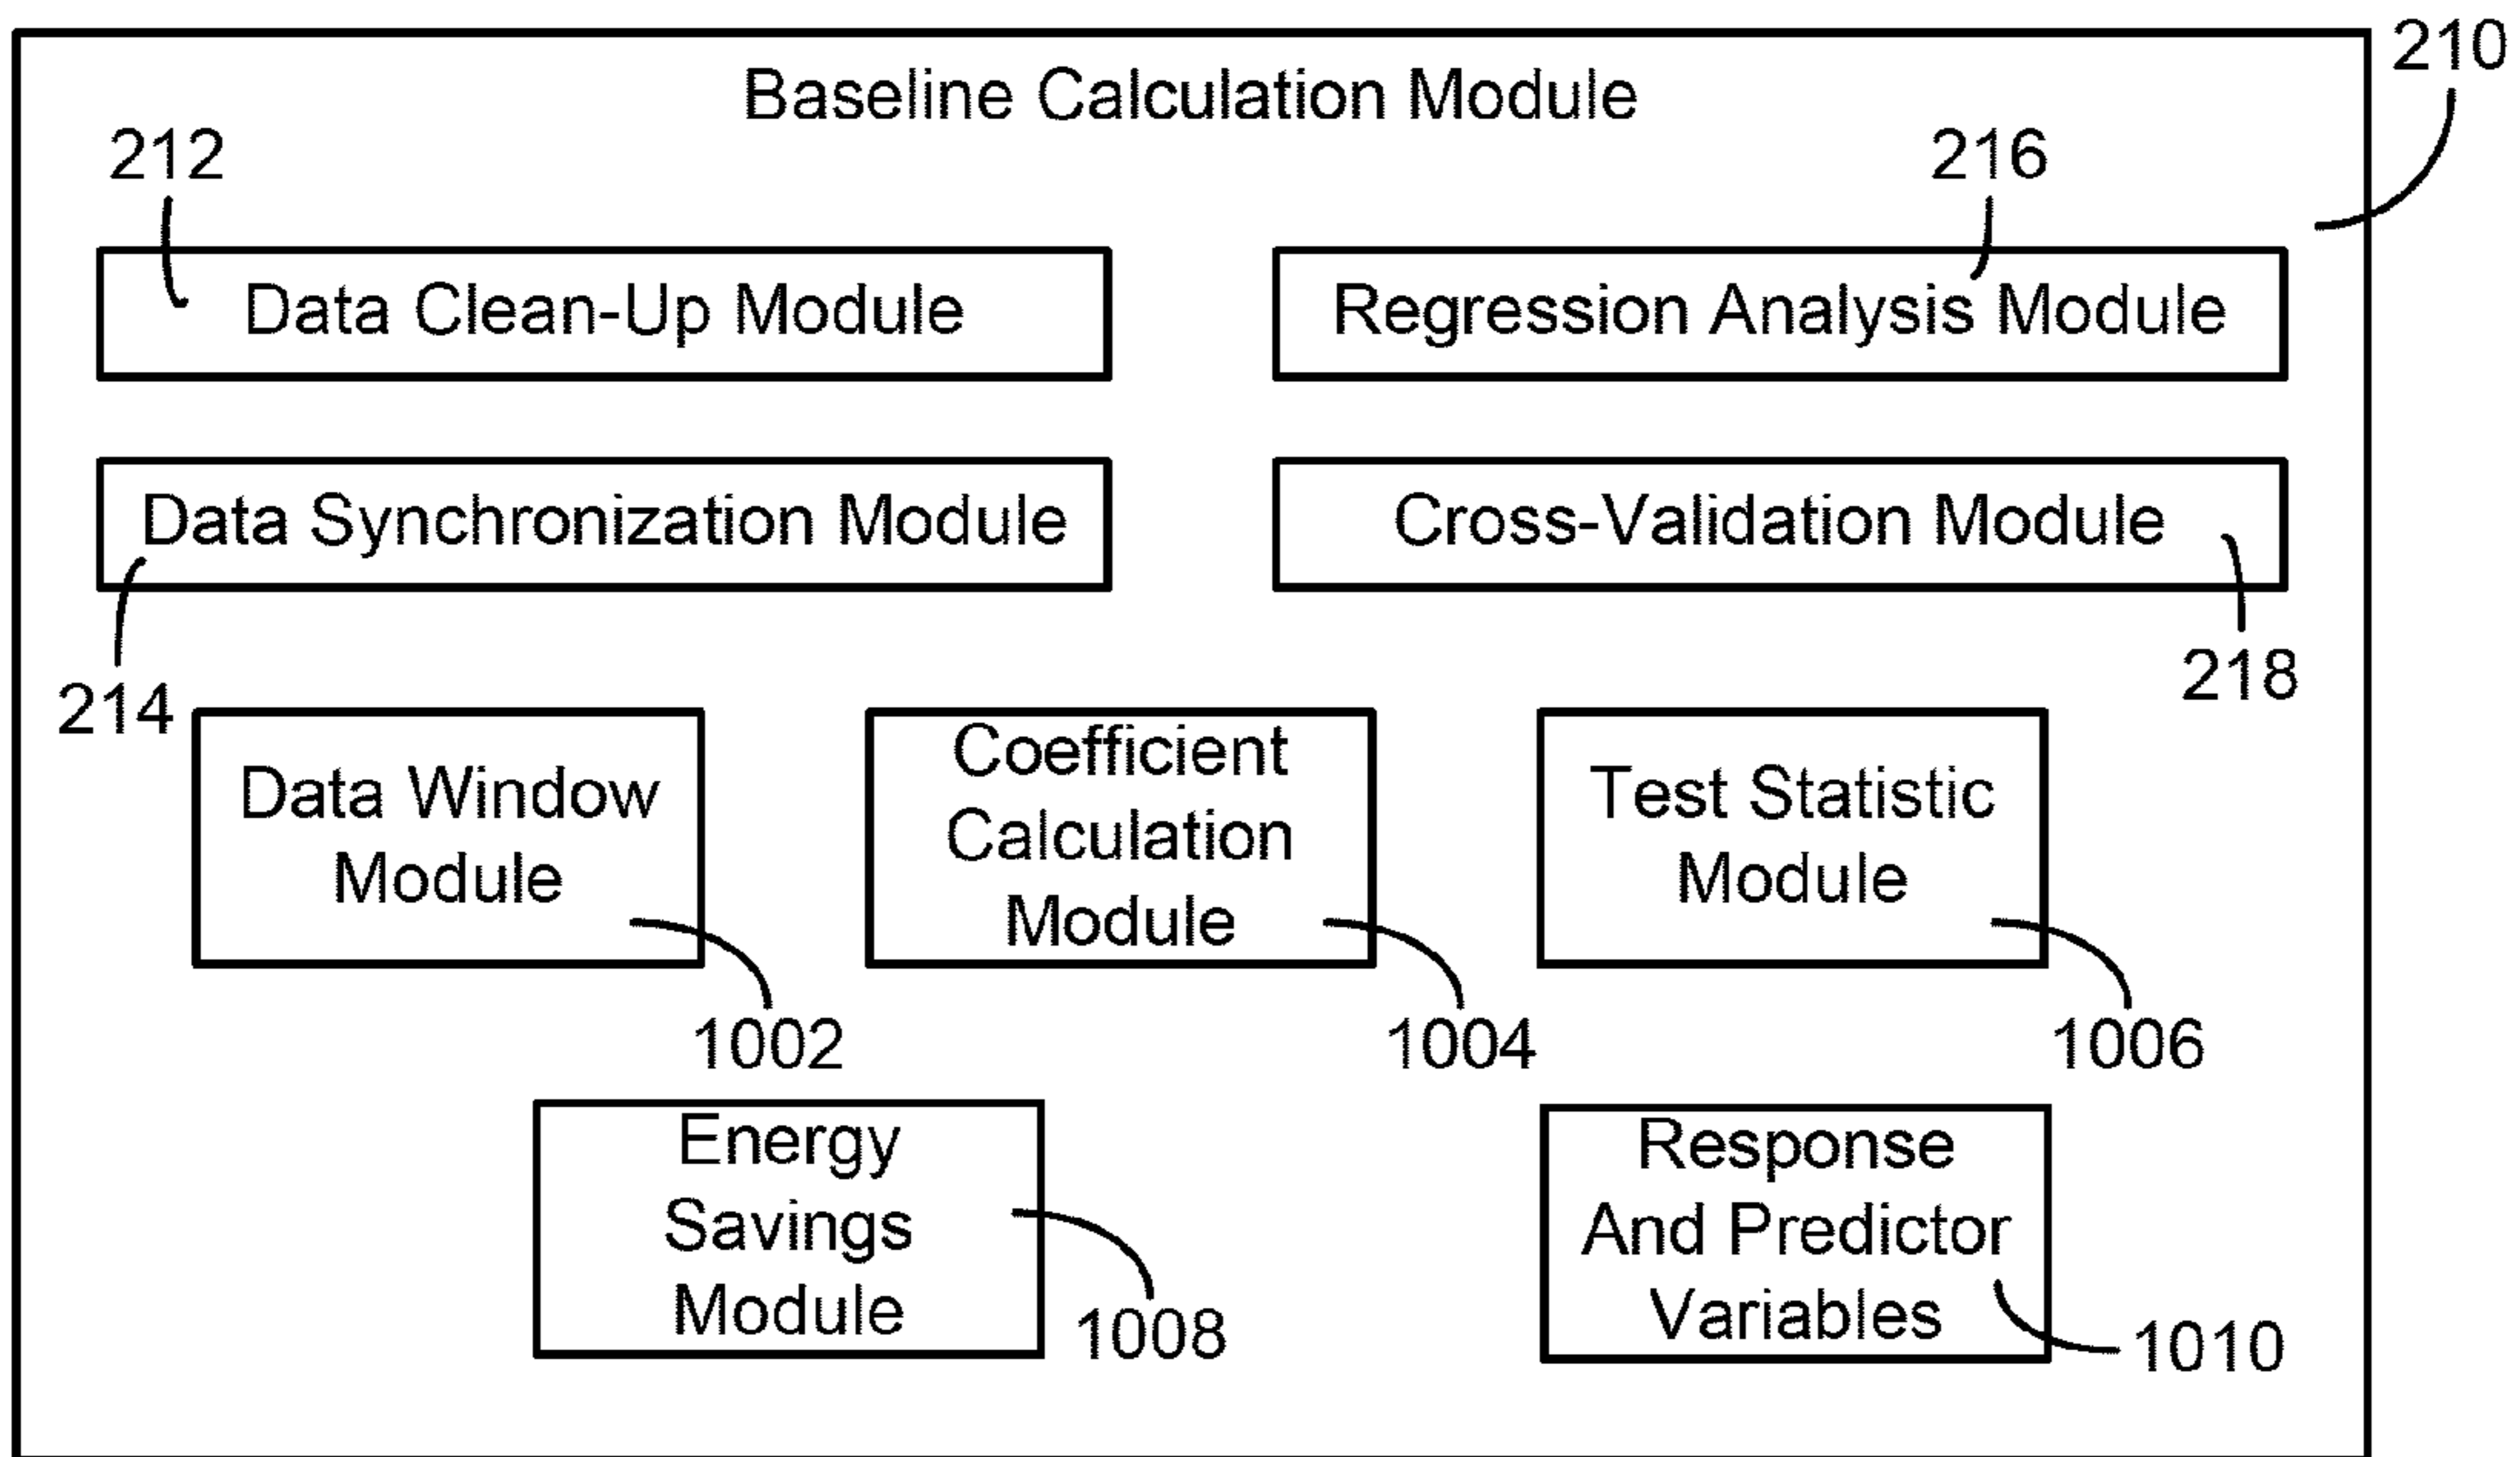 210
Baseline Calculation Module
212
216
Data Clean-Up Module
Regression Analysis Module
Data Synchronization Module
Cross-Validation Module
214
218
Data Window
Module
1002
Coefficient
Calculation
Module
1004
Test Statistic
Module
1006
Energy
Savings
Module
1008
Response
And Predictor
Variables
1010